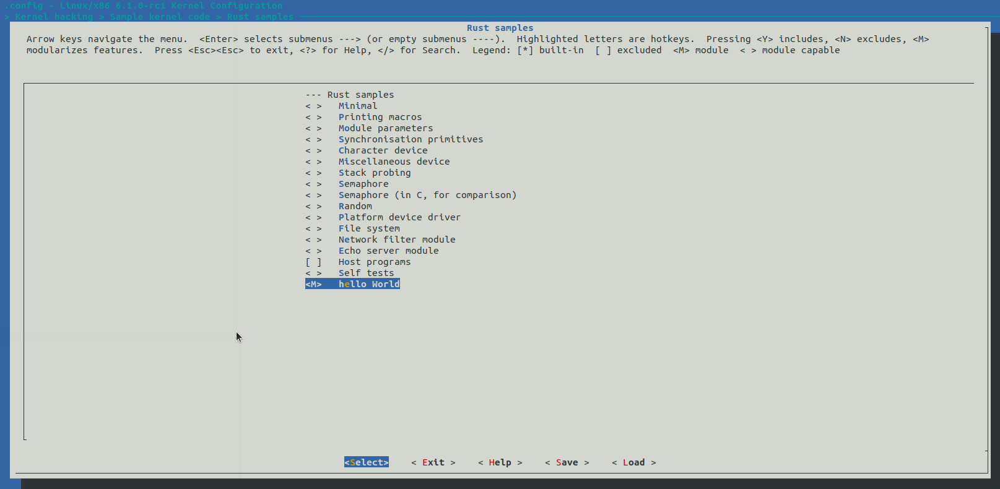 .config - Linux/x86 6.1.0-rc1 Kernel Configuration
> Kernel hacking > Sample kernel code > Rust samples
Rust samples
Arrow keys navigate the menu.  <Enter> selects submenus ---> (or empty submenus ----).  Highlighted letters are hotkeys.  Pressing <Y> includes, <N> excludes, <M>
modularizes features.  Press <Esc><Esc> to exit, <?> for Help, </> for Search.  Legend: [*] built-in  [ ] excluded  <M> module  < > module capable
--- Rust samples
< >   Minimal
< >   Printing macros
< >   Module parameters
< >   Synchronisation primitives
< >   Character device
< >   Miscellaneous device
< >   Stack probing
< >   Semaphore
< >   Semaphore (in C, for comparison)
< >   Random
< >   Platform device driver
< >   File system
< >   Network filter module
< >   Echo server module
[ ]   Host programs
< >   Self tests
<M>   hello World
<Select>    < Exit >    < Help >    < Save >    < Load >